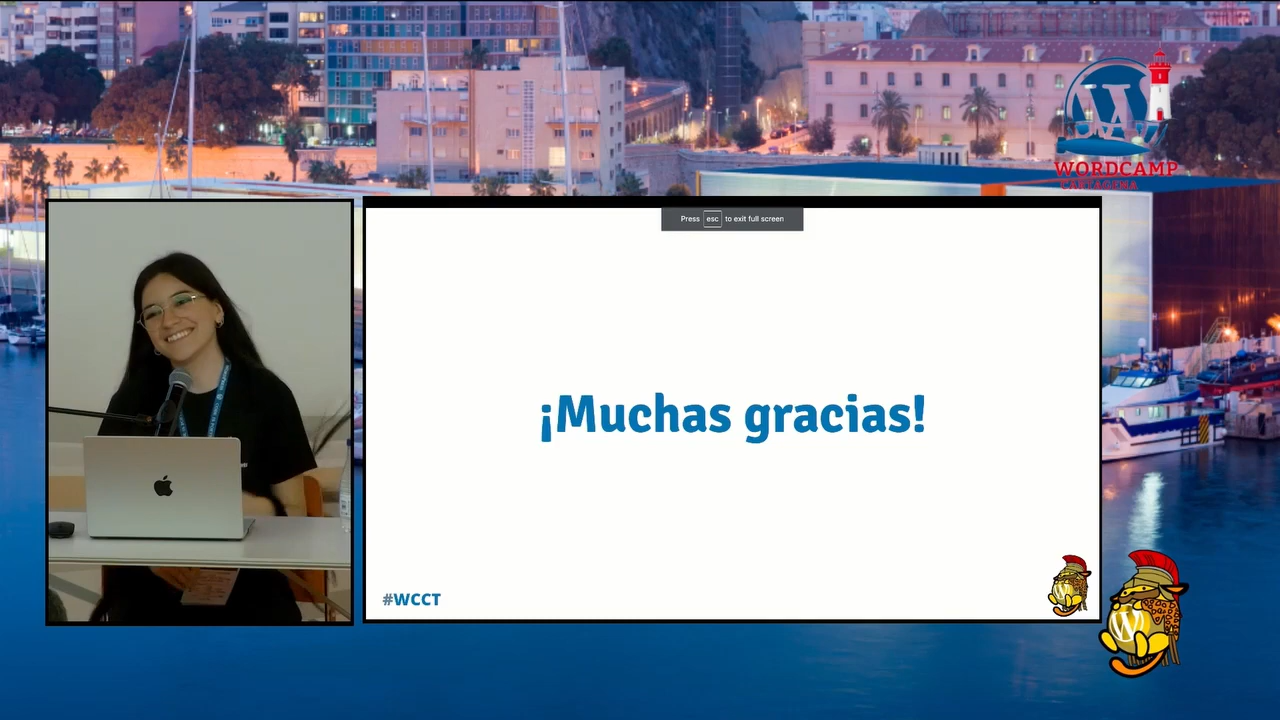 WORDCAMP
CARTAGENA
Press esc to exit full screen
¡Muchas gracias!
#WCCT